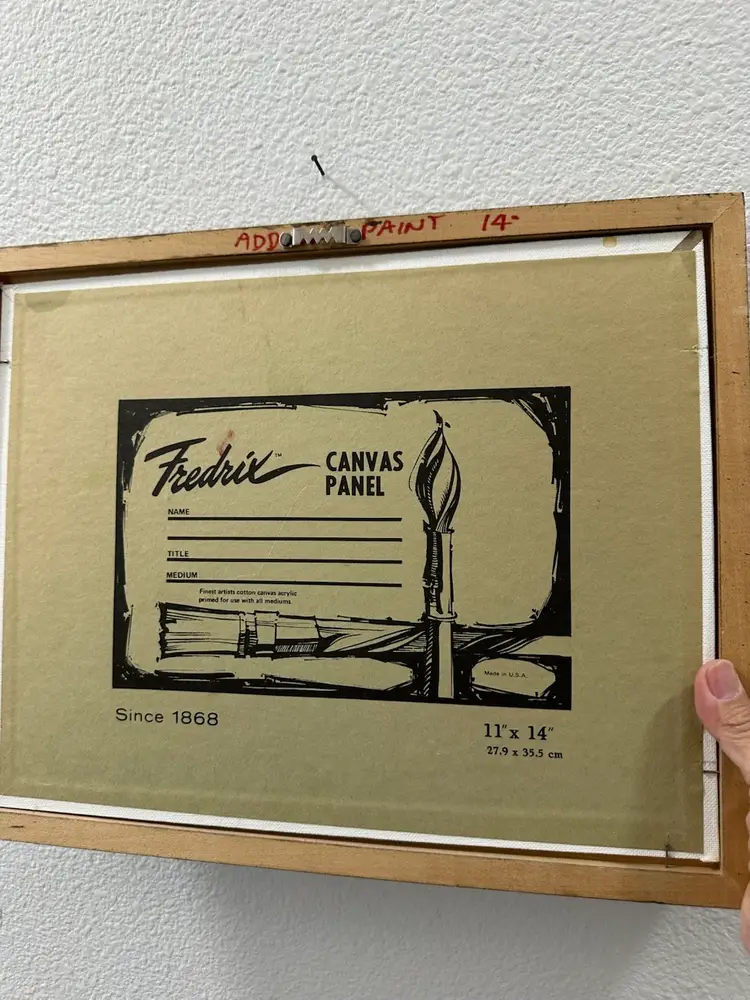 ADD PAINT 14"
Fredrix™ CANVAS
PANEL
NAME
TITLE
MEDIUM
Finest artists cotton canvas acrylic
primed for use with all mediums
Made in U.S.A.
Since 1868
11" x 14"
27.9 x 35.5 cm